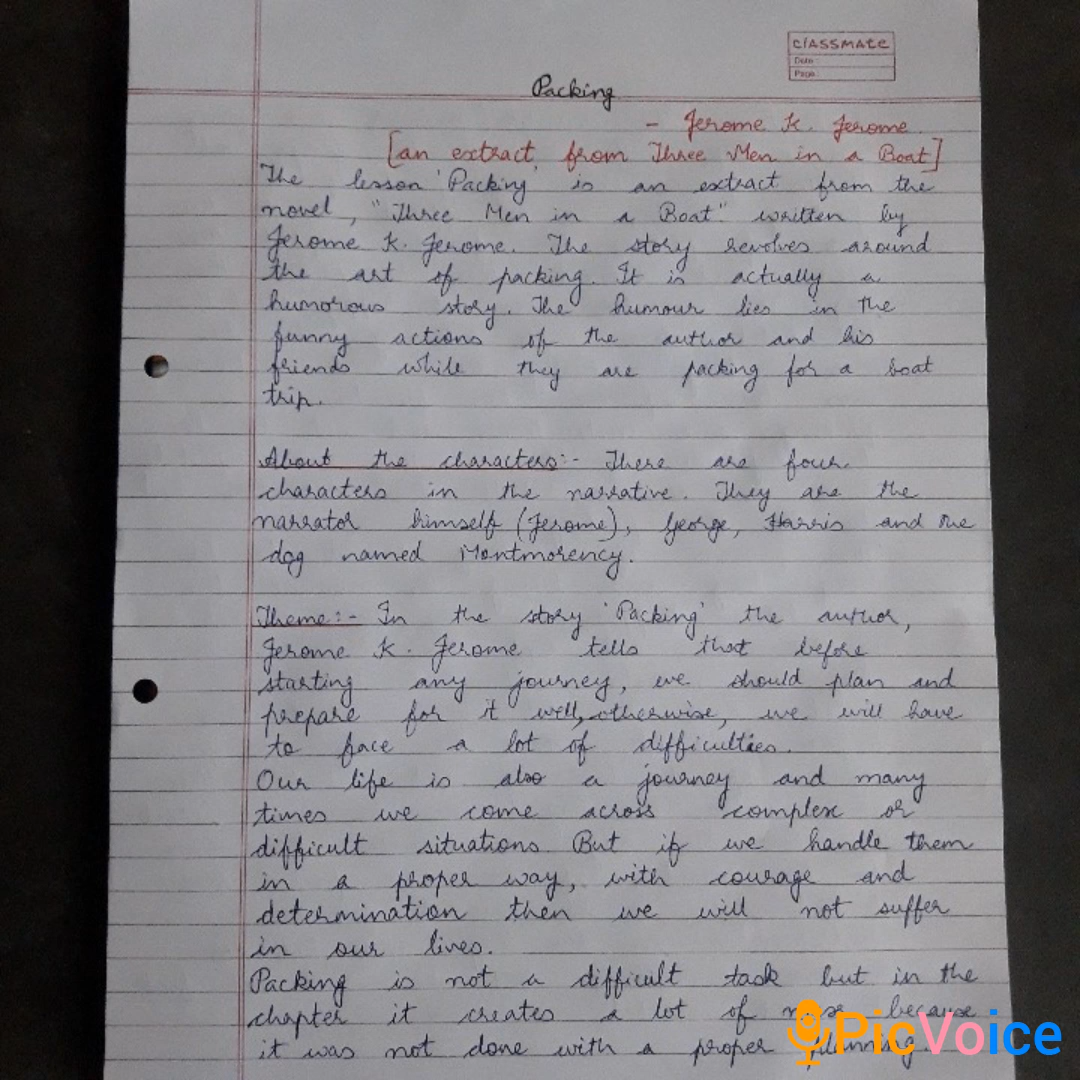 classmate
Date :
Page :
Packing
- Jerome K. Jerome
[an extract from Three Men in a Boat]
The lesson 'Packing' is an extract from the
novel, "Three Men in a Boat" written by
Jerome K. Jerome. The story revolves around
the art of packing. It is actually a
humorous story. The humour lies in the
funny actions of the author and his
friends while they are packing for a boat
trip.
About the characters:- There are four
characters in the narrative. They are the
narrator himself (Jerome), George, Harris and the
dog named Montmorency.
Theme:- In the story 'Packing' the author,
Jerome K. Jerome tells that before
starting any journey, we should plan and
prepare for it well, otherwise, we will have
to face a lot of difficulties.
Our life is also a journey and many
times we come across complex or
difficult situations. But if we handle them
in a proper way, with courage and
determination then we will not suffer
in our lives.
Packing is not a difficult task but in the
chapter it creates a lot of because
it was not done with a proper planning.
PicVoice